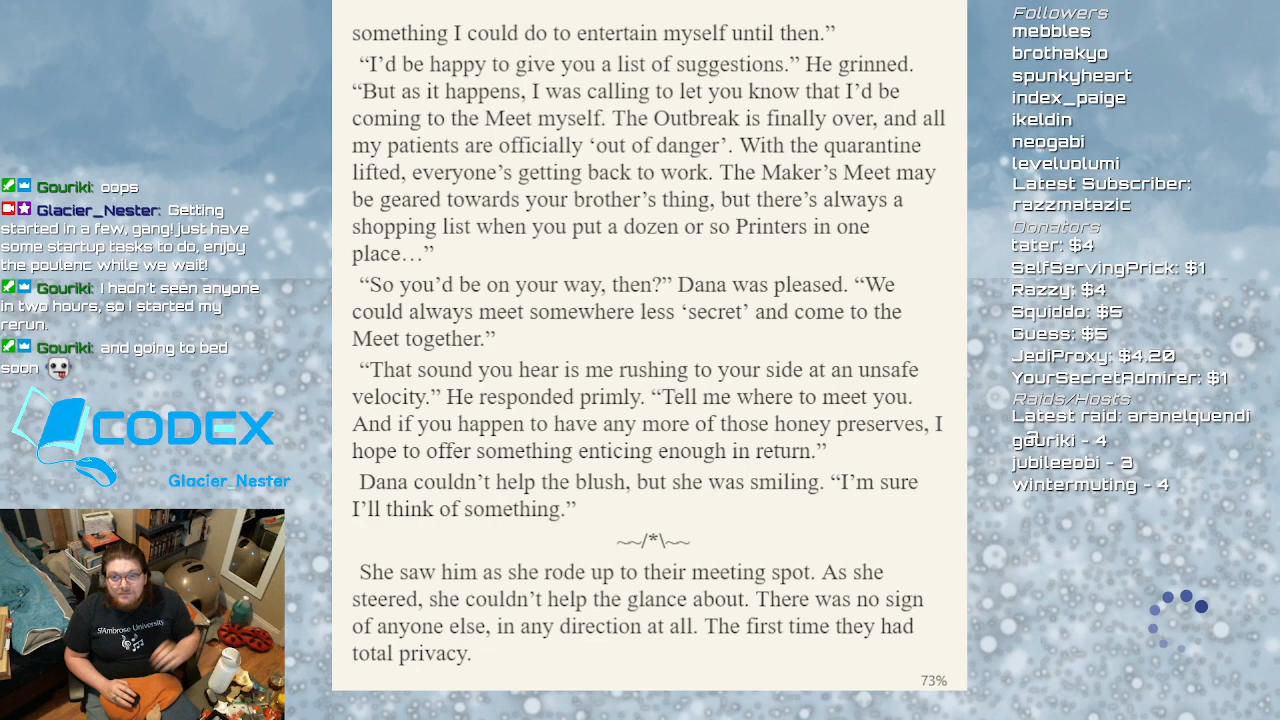 something I could do to entertain myself until then.”
“I’d be happy to give you a list of suggestions.” He grinned.
“But as it happens, I was calling to let you know that I’d be
coming to the Meet myself. The Outbreak is finally over, and all
my patients are officially ‘out of danger’. With the quarantine
lifted, everyone’s getting back to work. The Maker’s Meet may
be geared towards your brother’s thing, but there’s always a
shopping list when you put a dozen or so Printers in one
place…”
“So you’d be on your way, then?” Dana was pleased. “We
could always meet somewhere less ‘secret’ and come to the
Meet together.”
“That sound you hear is me rushing to your side at an unsafe
velocity.” He responded primly. “Tell me where to meet you.
And if you happen to have any more of those honey preserves, I
hope to offer something enticing enough in return.”
Dana couldn’t help the blush, but she was smiling. “I’m sure
I’ll think of something.”
~~/*\~~
She saw him as she rode up to their meeting spot. As she
steered, she couldn’t help the glance about. There was no sign
of anyone else, in any direction at all. The first time they had
total privacy.
73%
Gouriki: oops
Glacier_Nester: Getting
started in a few, gang! just have
some startup tasks to do, enjoy
the poulenc while we wait!
Gouriki: I hadn't seen anyone
in two hours, so I started my
rerun.
Gouriki: and going to bed
soon
CODEX
Glacier_Nester
St Ambrose University
Followers
mebbles
brothakyo
spunkyheart
index_paige
ikeldin
neogabi
leveluolumi
Latest Subscriber:
razzmatazic
Donators
tater: $4
SelfServingPrick: $1
Razzy: $4
Squiddo: $5
Guess: $5
JediProxy: $4.20
YourSecretAdmirer: $1
Raids/Hosts
Latest raid: aranelquendi
gouriki - 4
jubileepbi - 3
wintermuting - 4